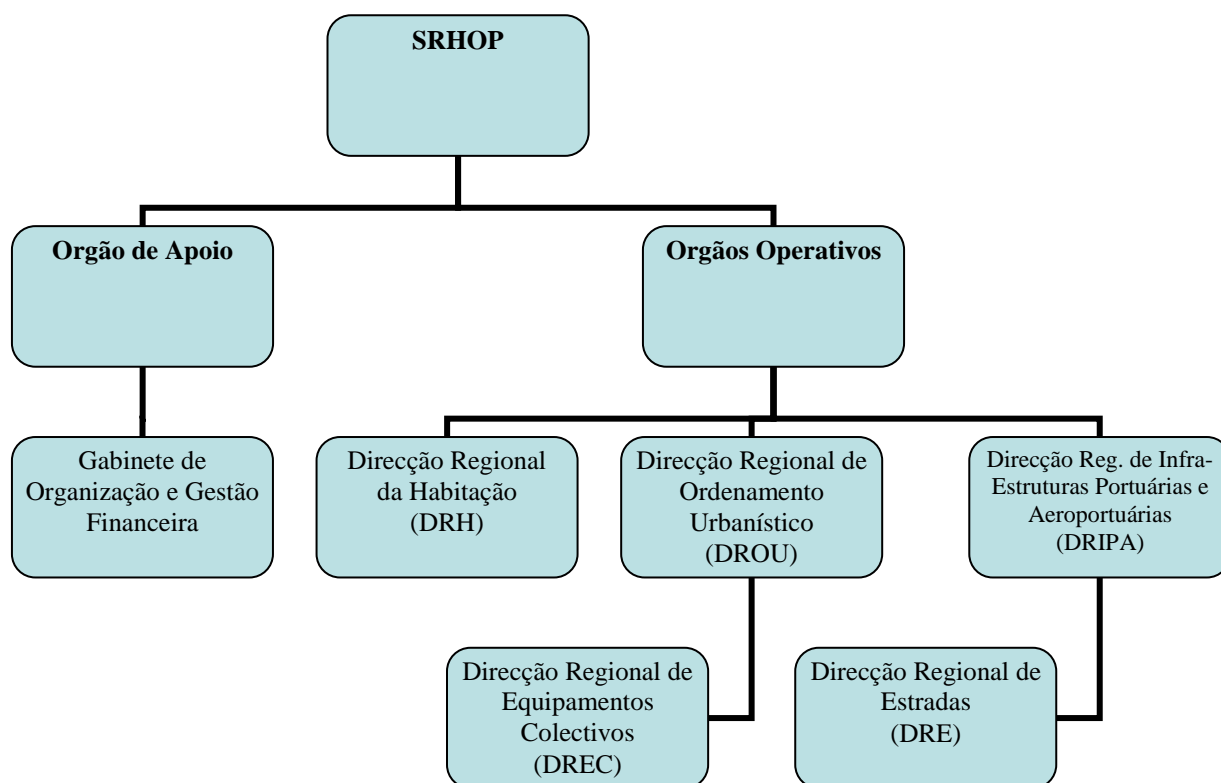 SRHOP
Orgão de Apoio
Orgãos Operativos
Gabinete de
Organização e Gestão
Financeira
Direcção Regional
da Habitação
(DRH)
Direcção Regional de
Ordenamento
Urbanístico
(DROU)
Direcção Reg. de Infra-
Estruturas Portuárias e
Aeroportuárias
(DRIPA)
Direcção Regional de
Equipamentos
Colectivos
(DREC)
Direcção Regional de
Estradas
(DRE)